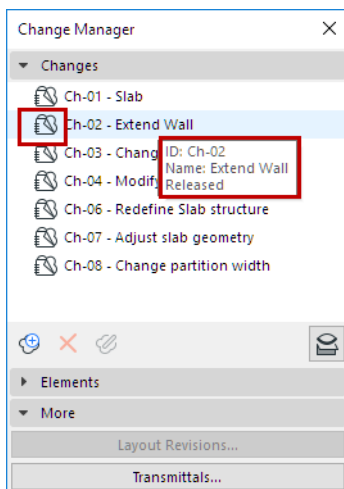 Change Manager
Changes
Ch-01 - Slab
Ch-02 - Extend Wall
Ch-03 - Chang
ID: Ch-02
Name: Extend Wall
Released
Ch-04 - Modify
Ch-06 - Redefine Slab structure
Ch-07 - Adjust slab geometry
Ch-08 - Change partition width
Elements
More
Layout Revisions...
Transmittals...